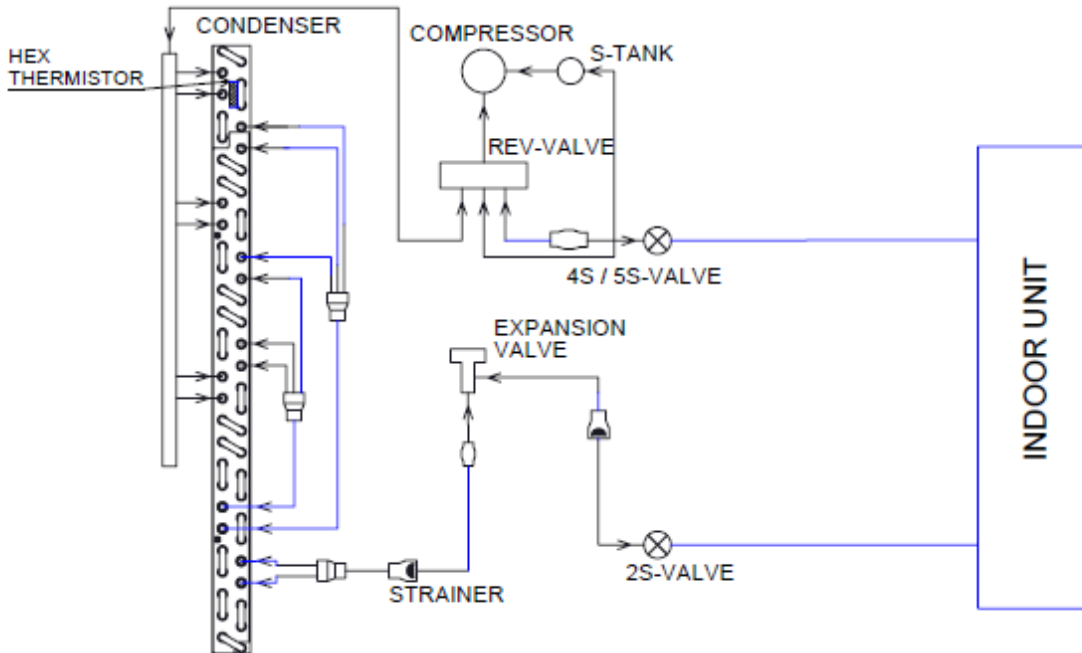 CONDENSER
COMPRESSOR
S-TANK
HEX
THERMISTOR
REV-VALVE
4S / 5S-VALVE
EXPANSION
VALVE
INDOOR UNIT
2S-VALVE
STRAINER